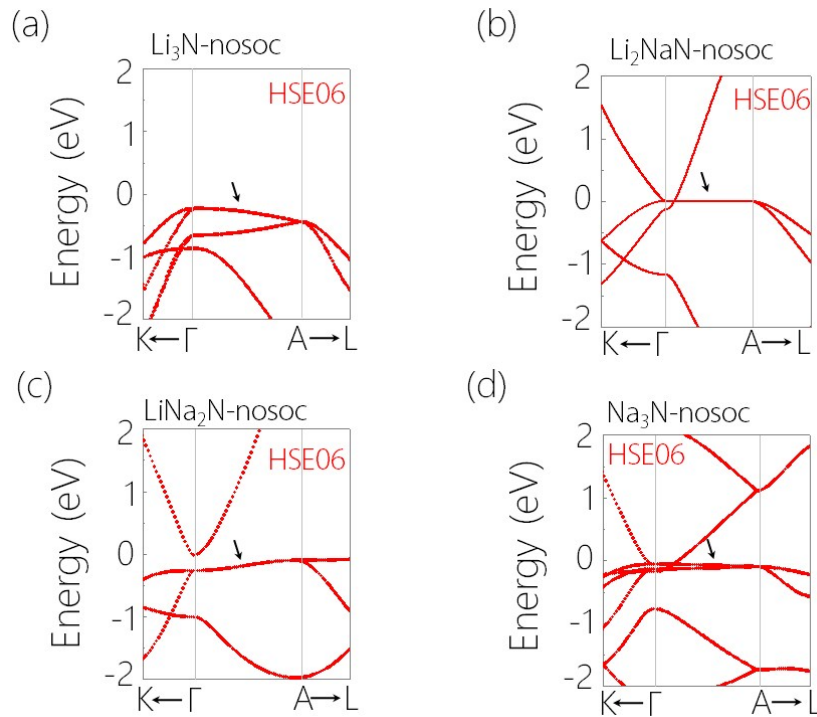 (a)
Li₃N-nosoc
HSE06
Energy (eV)
2
1
0
-1
-2
K←Γ A→L
(b)
Li₂NaN-nosoc
HSE06
Energy (eV)
2
1
0
-1
-2
K←Γ A→L
(c)
LiNa₂N-nosoc
HSE06
Energy (eV)
2
1
0
-1
-2
K←Γ A→L
(d)
Na₃N-nosoc
HSE06
Energy (eV)
2
1
0
-1
-2
K←Γ A→L